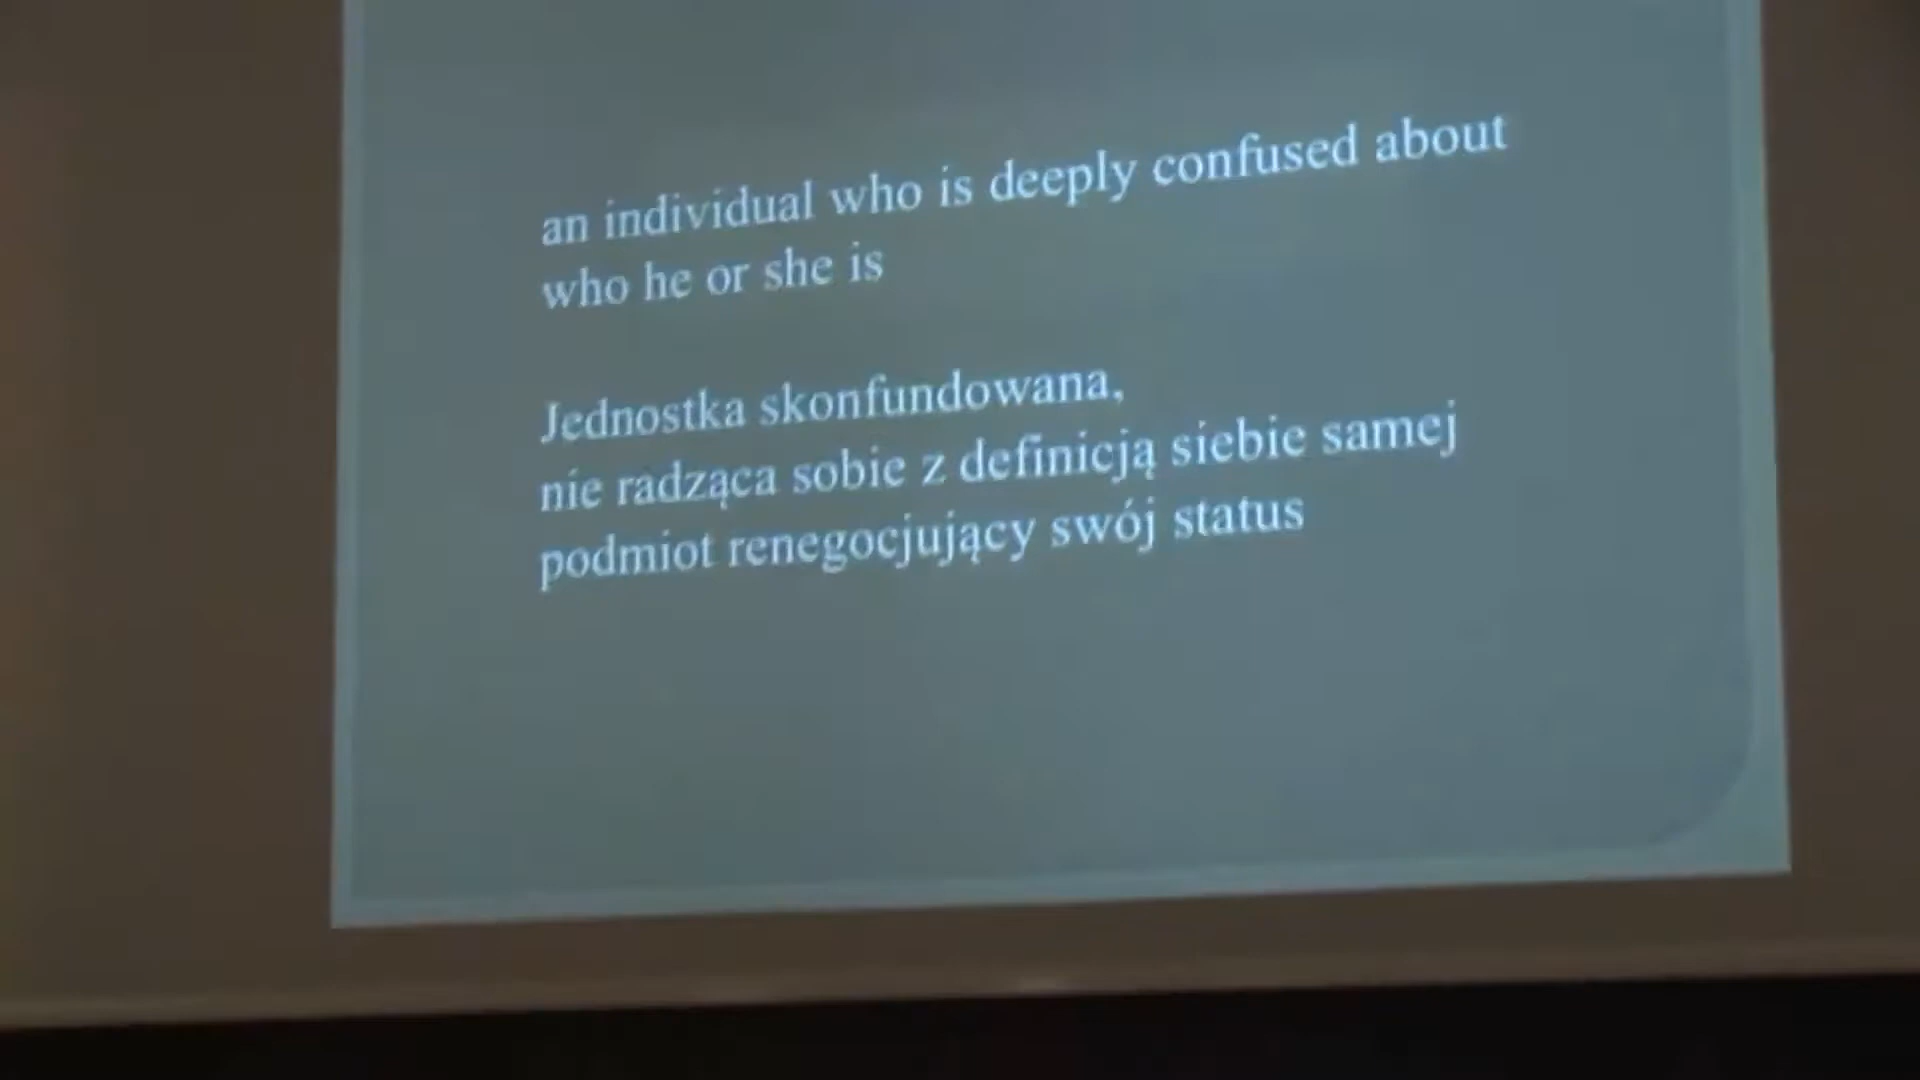 an individual who is deeply confused about
who he or she is
Jednostka skonfundowana,
nie radząca sobie z definicją siebie samej
podmiot renegocjujący swój status